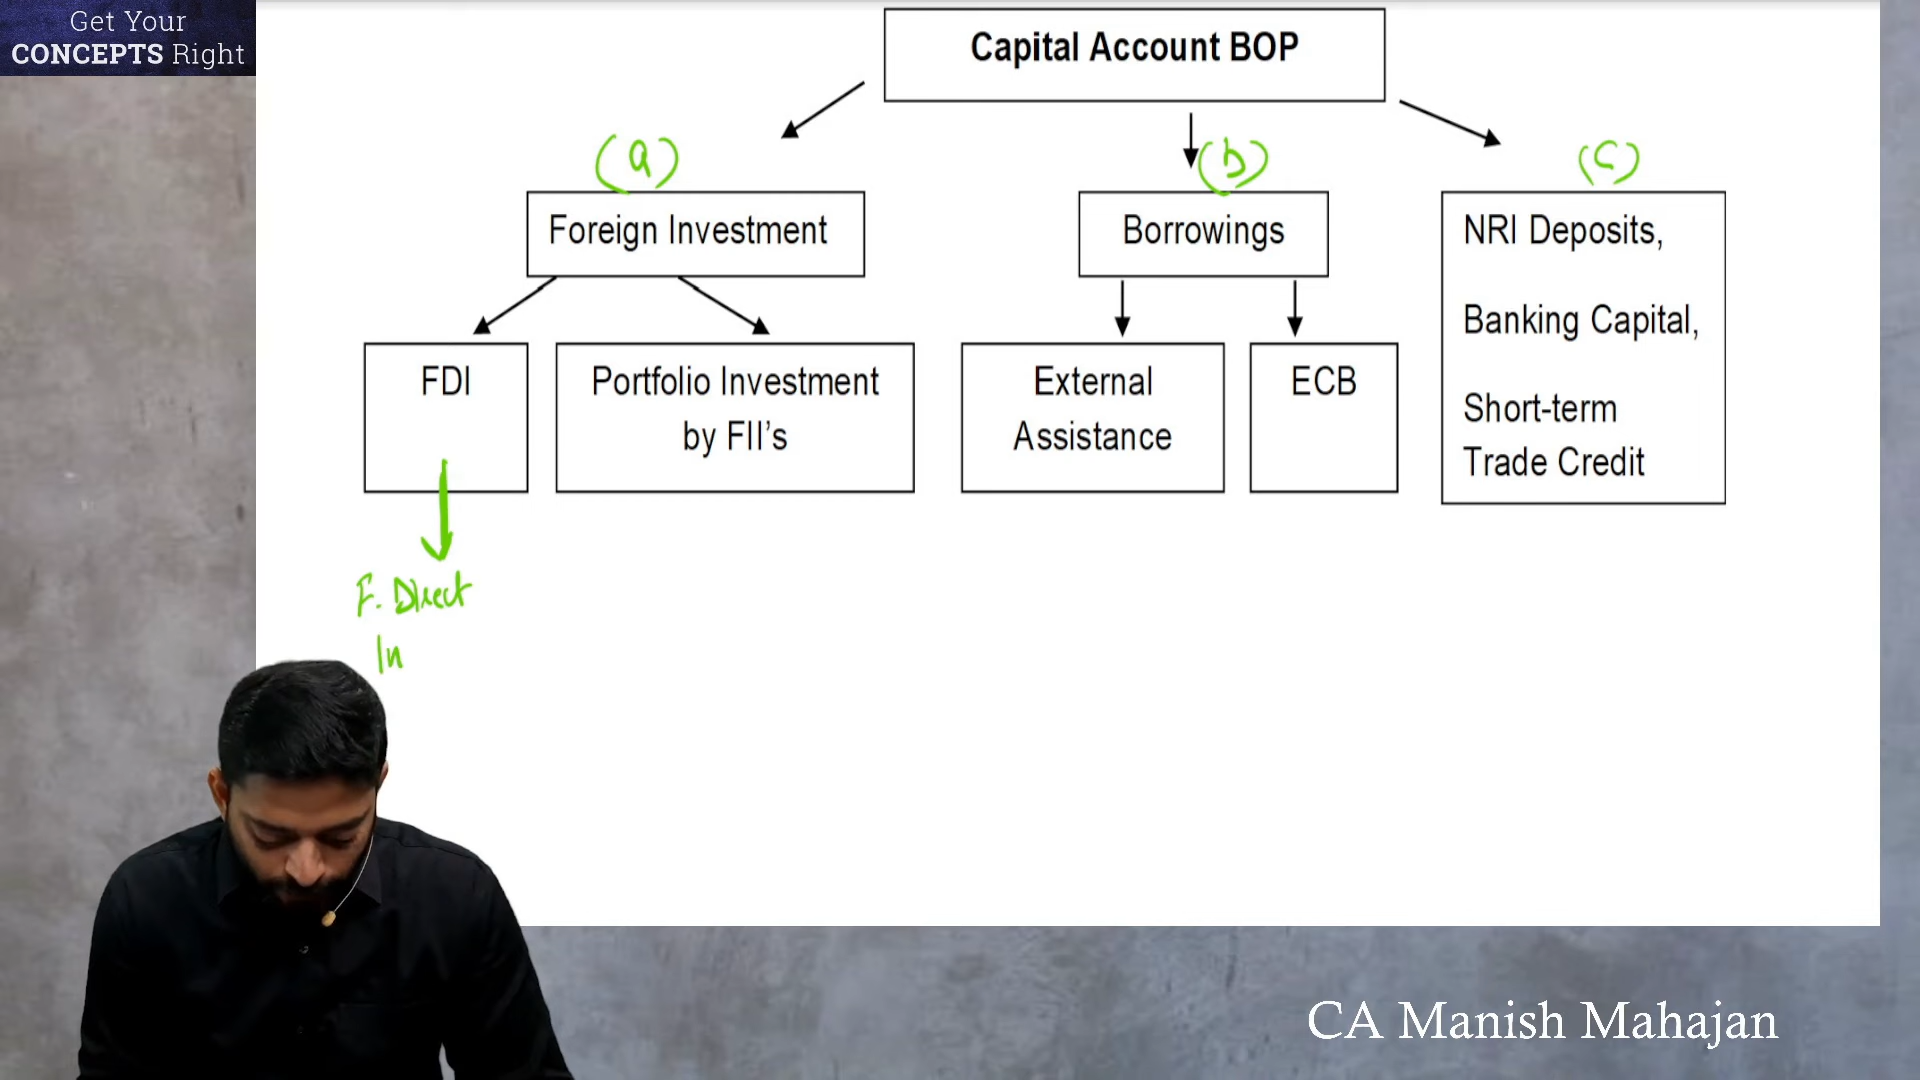 Get Your
CONCEPTS Right
Capital Account BOP
(a)
(b)
(c)
Foreign Investment
Borrowings
NRI Deposits,
Banking Capital,
Short-term
Trade Credit
FDI
Portfolio Investment
by FII's
External
Assistance
ECB
F. Direct
In
CA Manish Mahajan